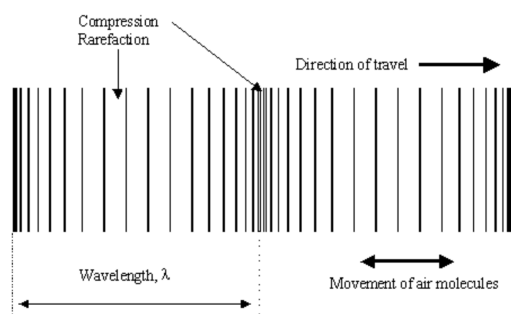 Compression
Rarefaction
Direction of travel
Wavelength, λ
Movement of air molecules